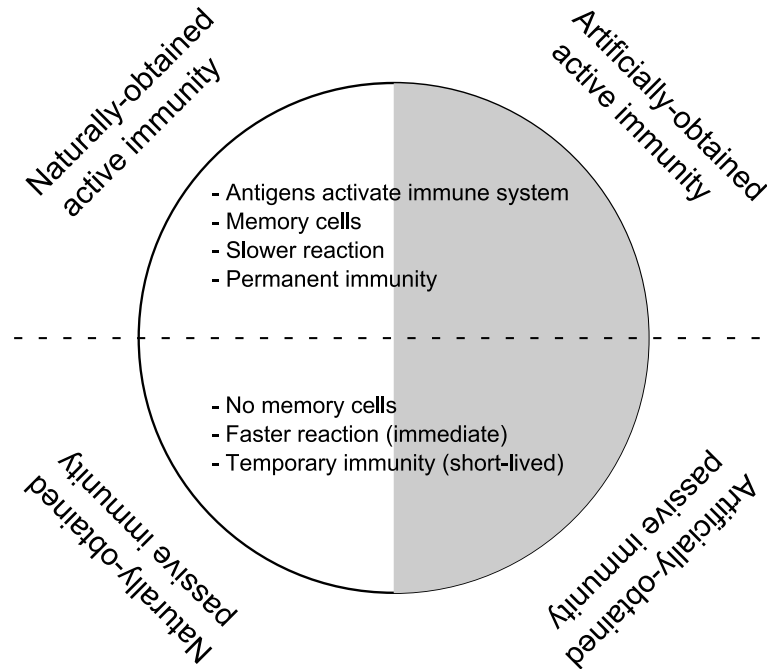 Naturally-obtained
active immunity
Artificially-obtained
active immunity
- Antigens activate immune system
- Memory cells
- Slower reaction
- Permanent immunity
- No memory cells
- Faster reaction (immediate)
- Temporary immunity (short-lived)
Naturally-obtained
passive immunity
Artificially-obtained
passive immunity